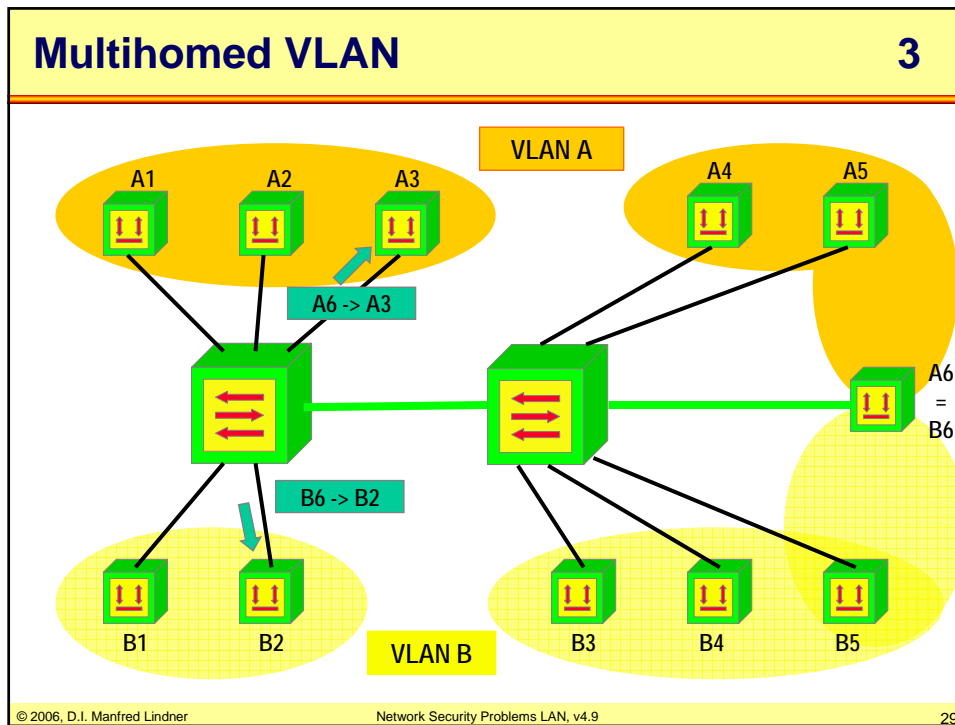 Multihomed VLAN 3
VLAN A
A1 A2 A3 A4 A5
A6 -> A3
A6
=
B6
B6 -> B2
B1 B2 B3 B4 B5
VLAN B
© 2006, D.I. Manfred Lindner Network Security Problems LAN, v4.9 29